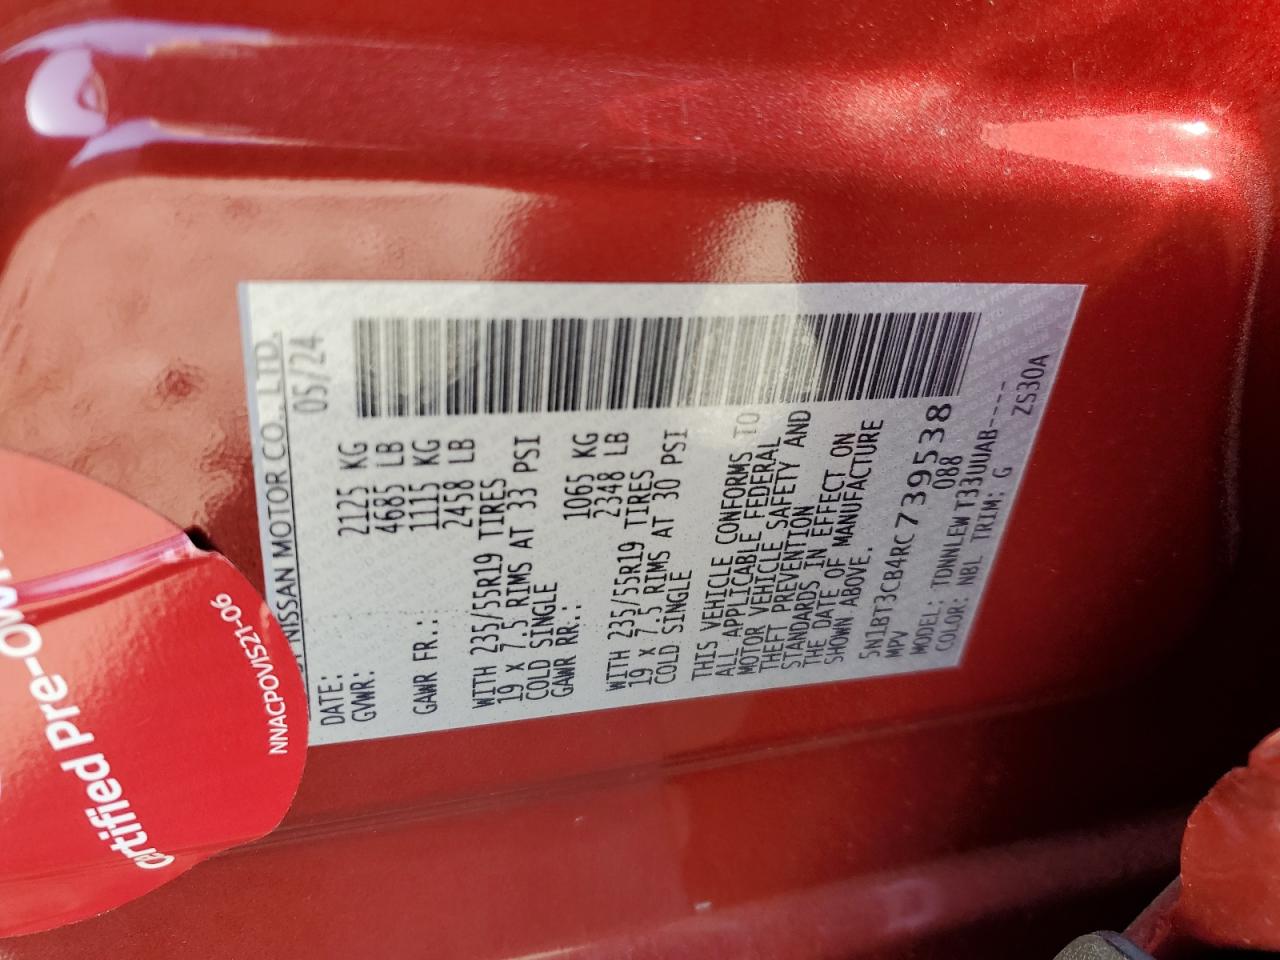 NISSAN MOTOR CO., LTD.
DATE: 05/24
GVWR: 2125 KG
4685 LB
GAWR FR.: 1115 KG
2458 LB
WITH 235/55R19 TIRES
19 X 7.5 RIMS AT 33 PSI
COLD SINGLE
GAWR RR.: 1065 KG
2348 LB
WITH 235/55R19 TIRES
19 X 7.5 RIMS AT 30 PSI
COLD SINGLE
THIS VEHICLE CONFORMS TO
ALL APPLICABLE FEDERAL
MOTOR VEHICLE SAFETY AND
THEFT PREVENTION
STANDARDS IN EFFECT ON
THE DATE OF MANUFACTURE
SHOWN ABOVE.
5N1BT3CB4RC739538
MPV 088
MODEL: TDNNLEWT33UUAB----
COLOR: NBL TRIM: G ZS30A
NNACPOVIS21-06